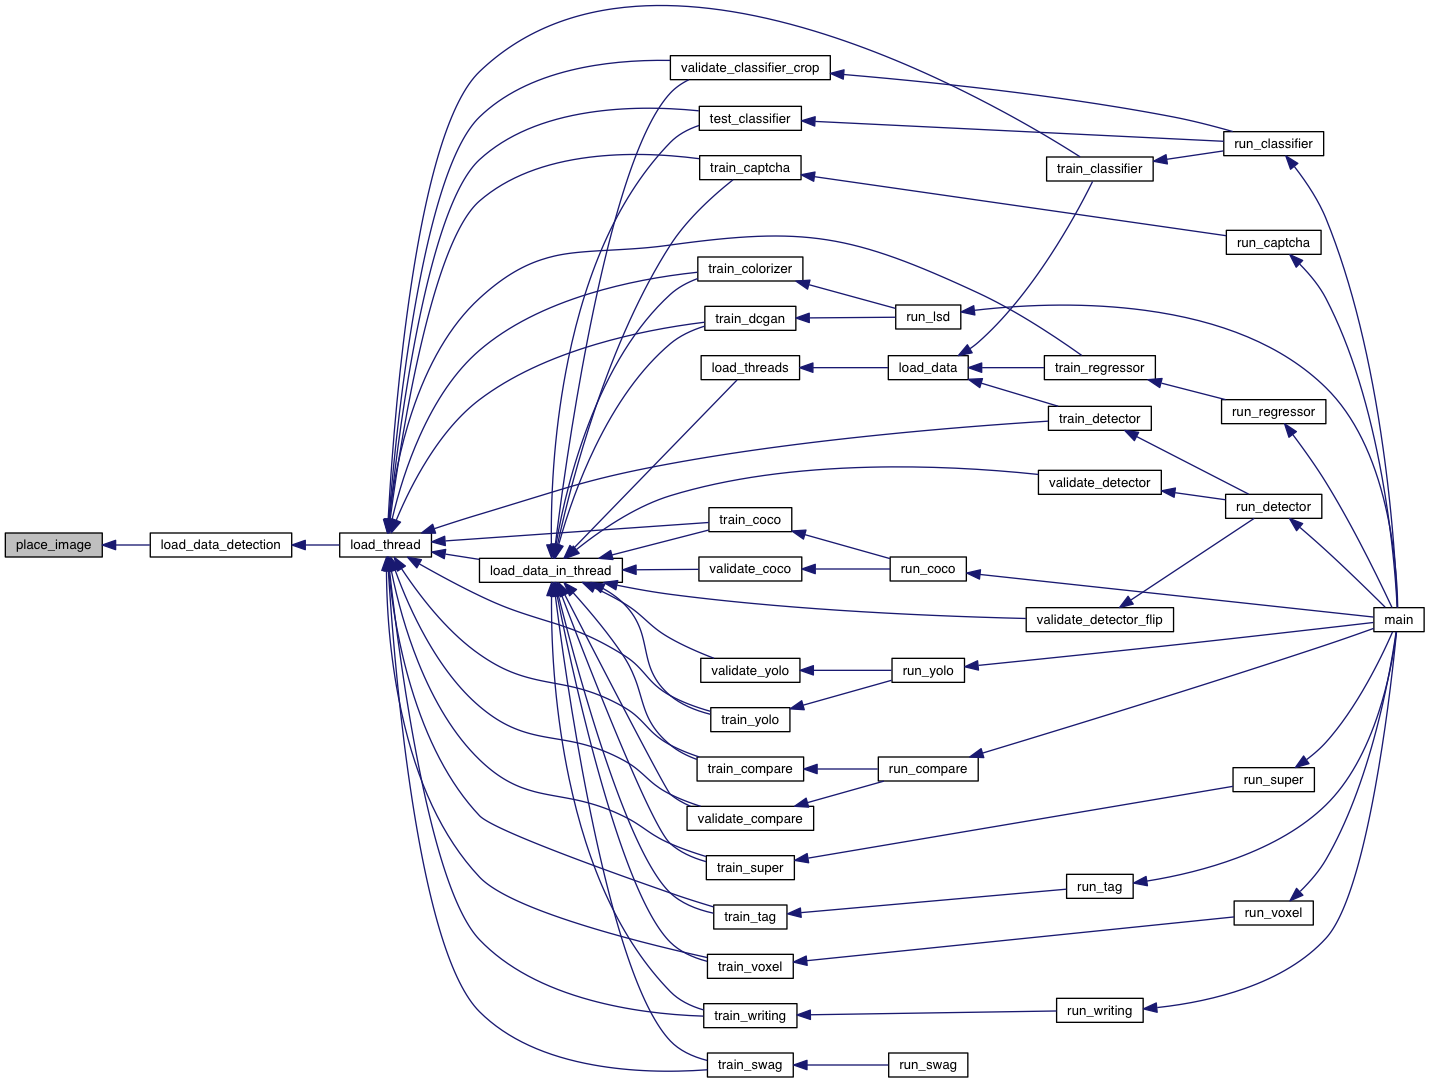 validate_classifier_crop
test_classifier
run_classifier
train_captcha
train_classifier
run_captcha
train_colorizer
train_dcgan
run_lsd
load_threads
load_data
train_regressor
run_regressor
train_detector
validate_detector
run_detector
train_coco
place_image
load_data_detection
load_thread
load_data_in_thread
validate_coco
run_coco
validate_detector_flip
main
validate_yolo
run_yolo
train_yolo
train_compare
run_compare
run_super
validate_compare
train_super
run_tag
train_tag
run_voxel
train_voxel
train_writing
run_writing
train_swag
run_swag